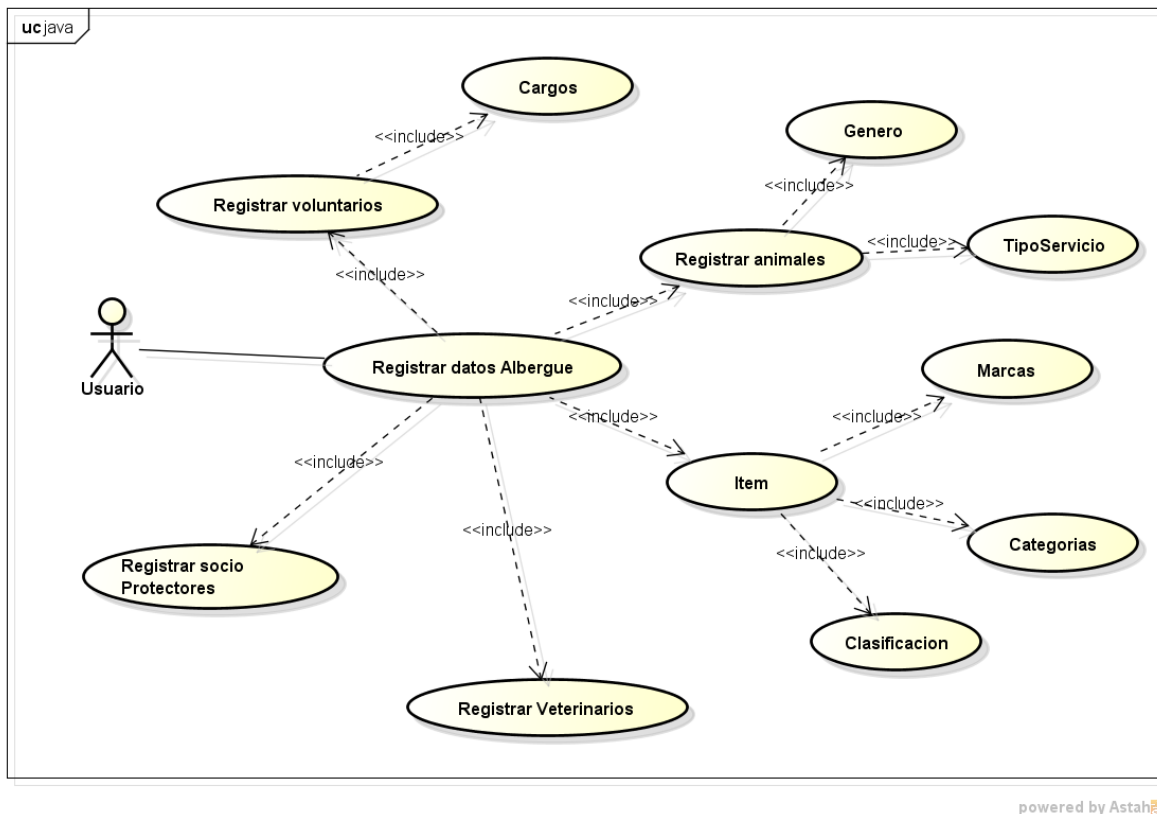 uc java
Cargos
<<include>>
Genero
<<include>>
Registrar voluntarios
<<include>>
TipoServicio
Registrar animales
<<include>>
<<include>>
Usuario
Registrar datos Albergue
Marcas
<<include>>
<<include>>
<<include>>
Item
<<include>>
<<include>>
Categorias
<<include>>
Registrar socio
Protectores
Clasificacion
Registrar Veterinarios
powered by Astah